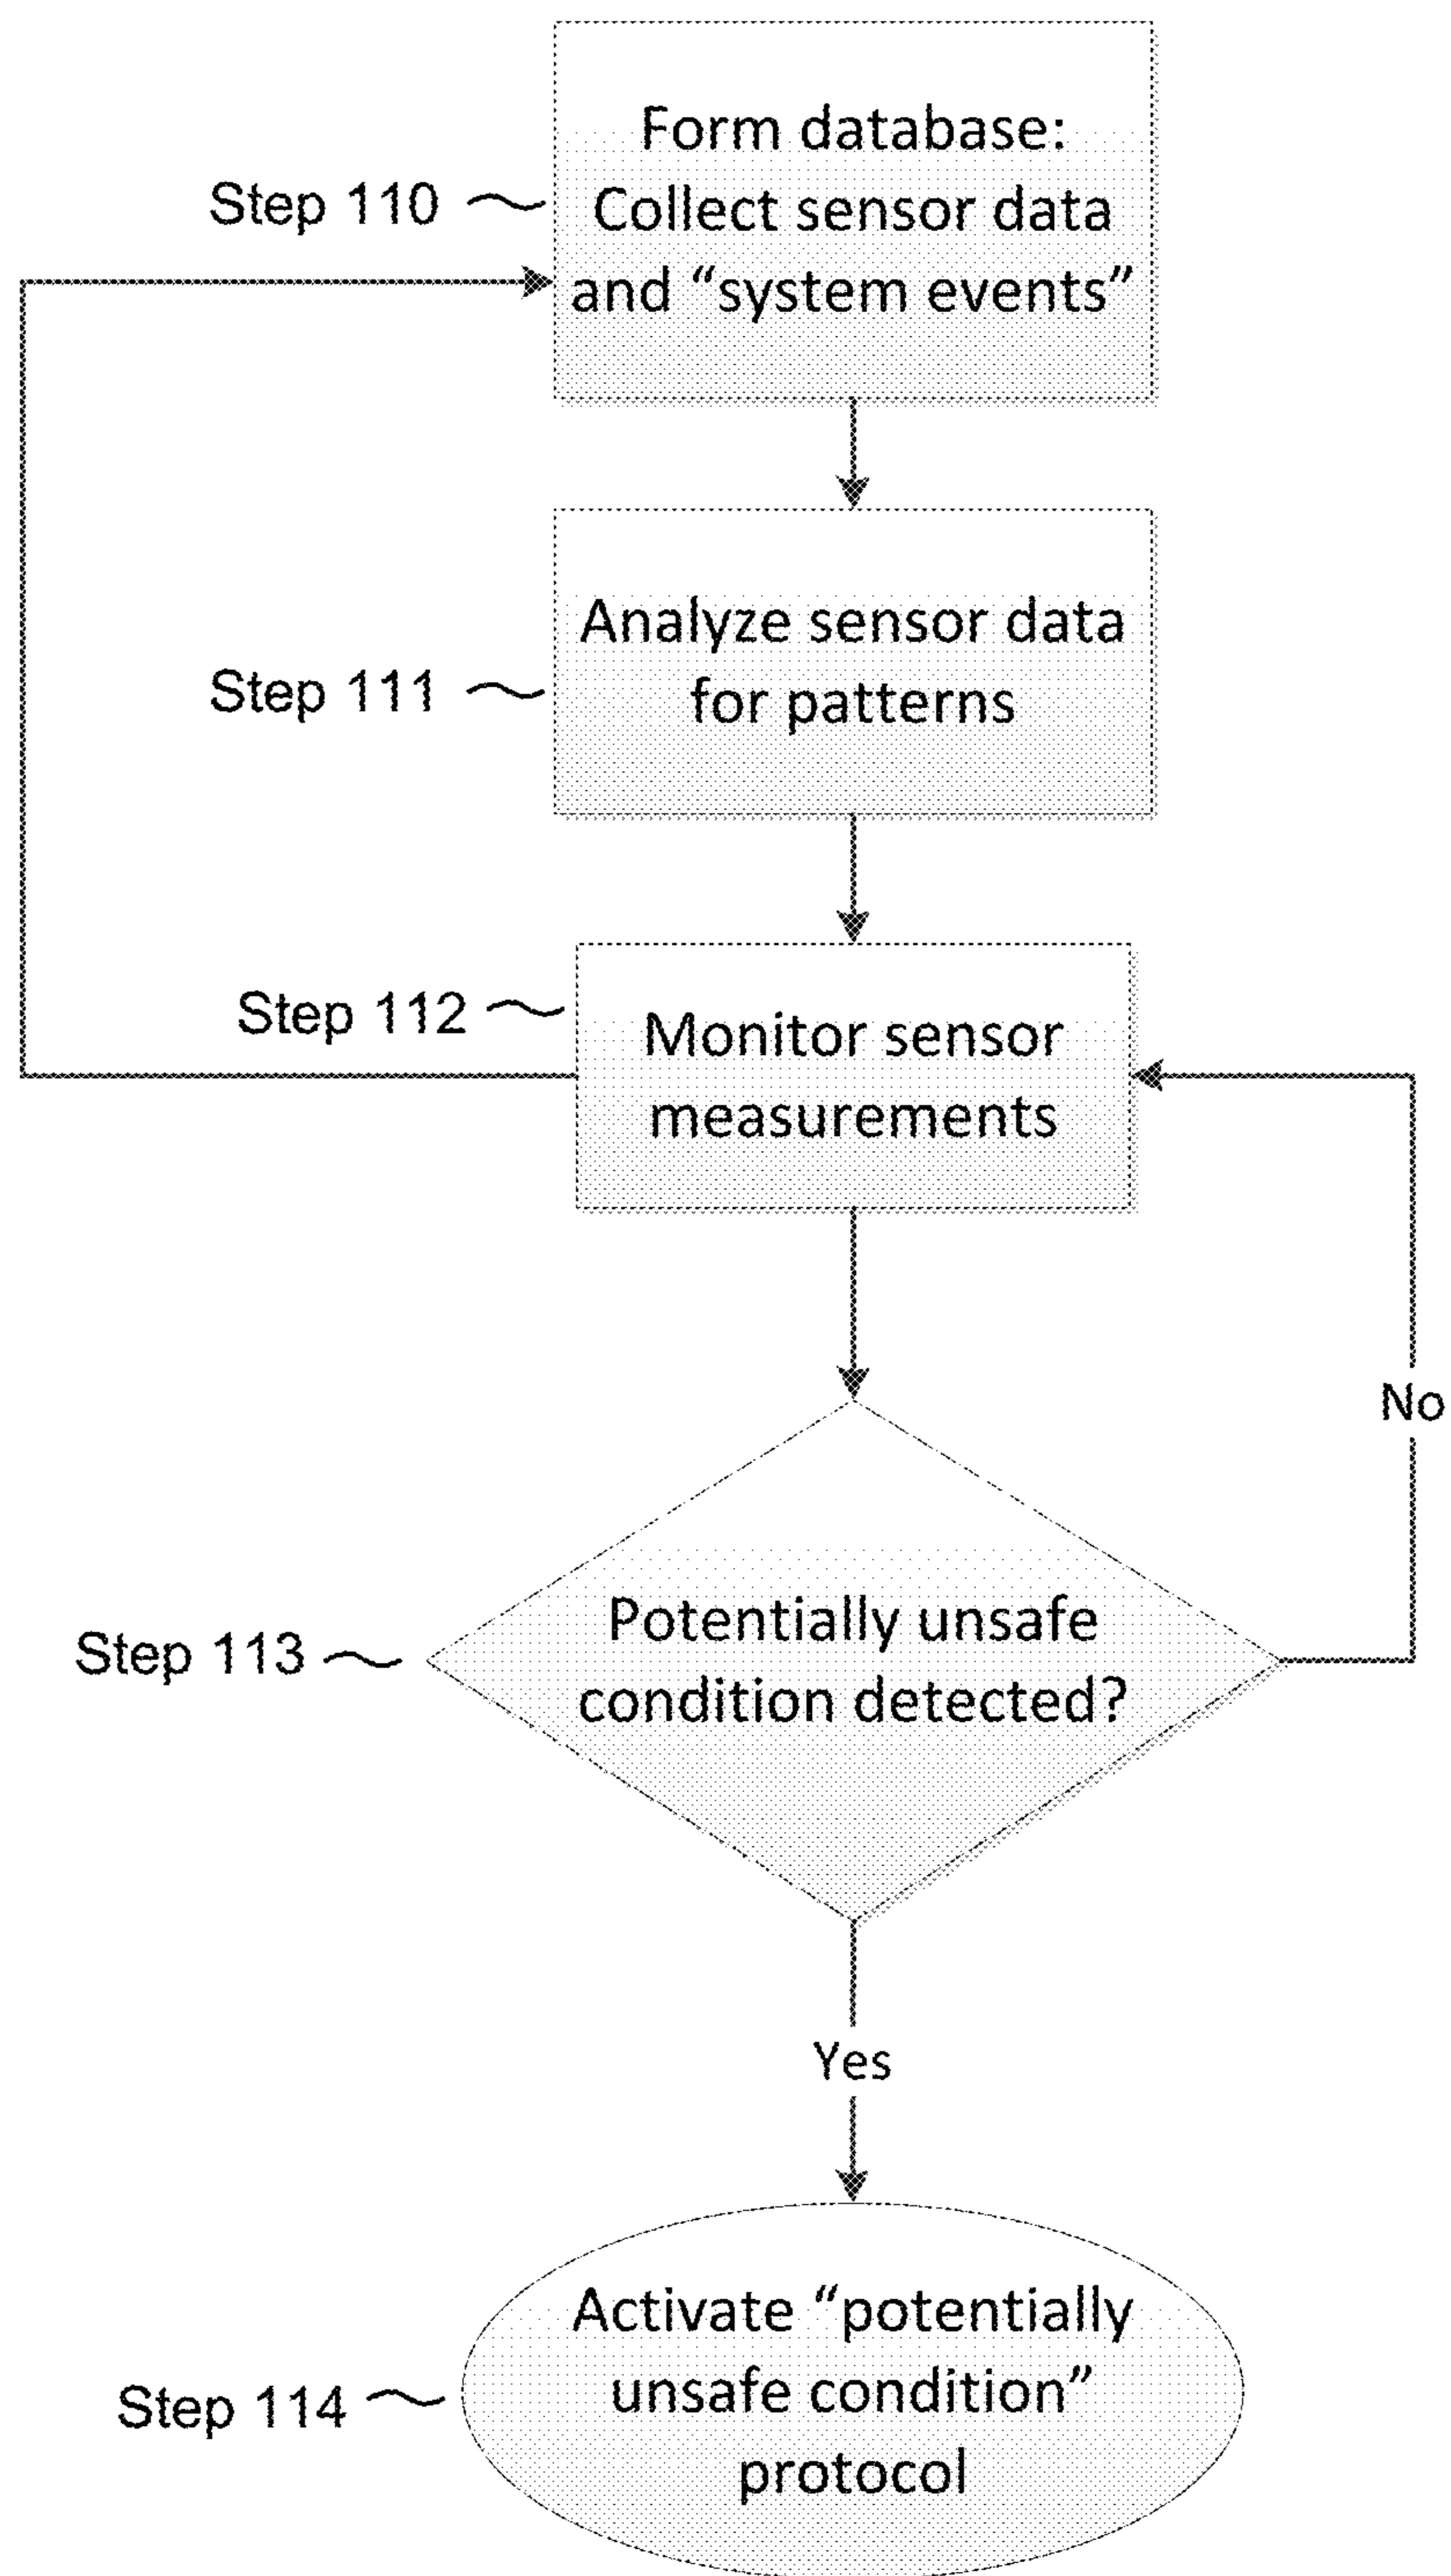 Form database:
Step 110
Collect sensor data
and “system events”
Analyze sensor data
Step 111
for patterns
Step 112
Monitor sensor
measurements
No
Potentially unsafe
Step 113
condition detected?
Yes
Activate “potentially
unsafe condition”
Step 114
protocol